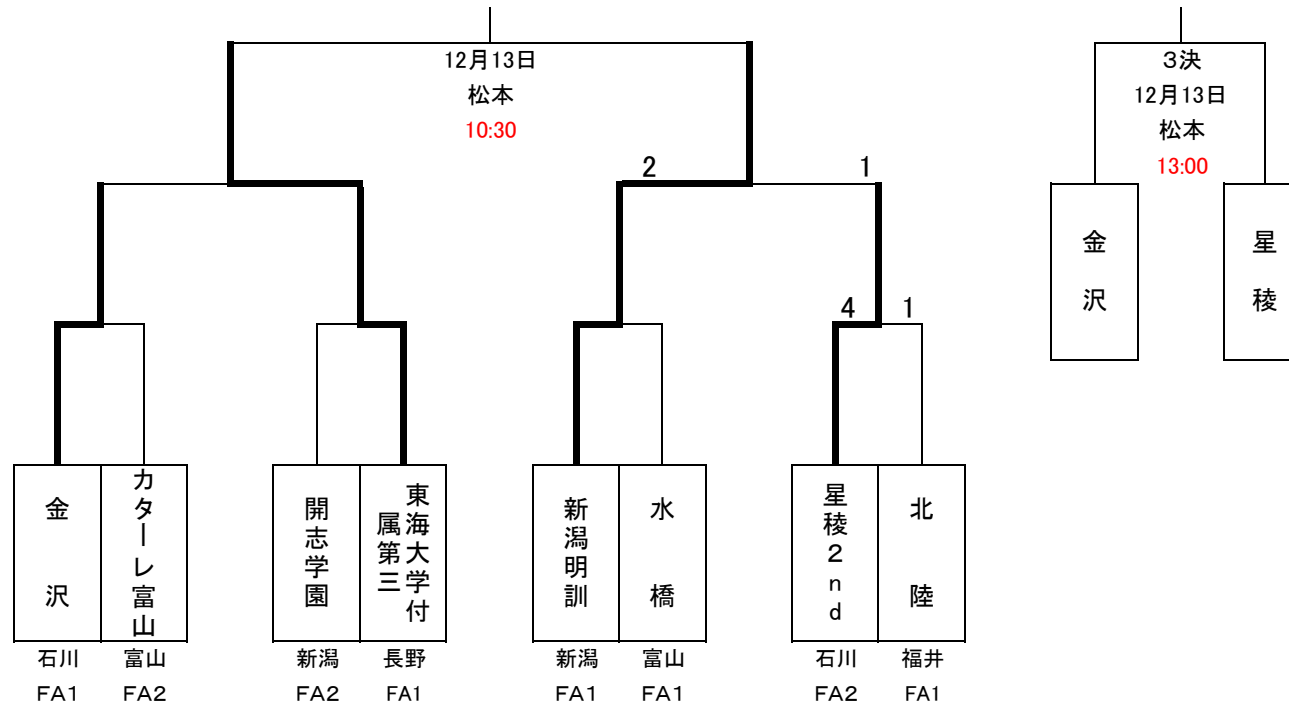 12月13日
松本
10:30
3決
12月13日
松本
13:00
2
1
金沢
星稜
4
1
金沢
カターレ富山
開志学園
東海大学付
属第三
新潟明訓
水橋
星稜2nd
北陸
石川
富山
新潟
長野
新潟
富山
石川
福井
FA1
FA2
FA2
FA1
FA1
FA1
FA2
FA1